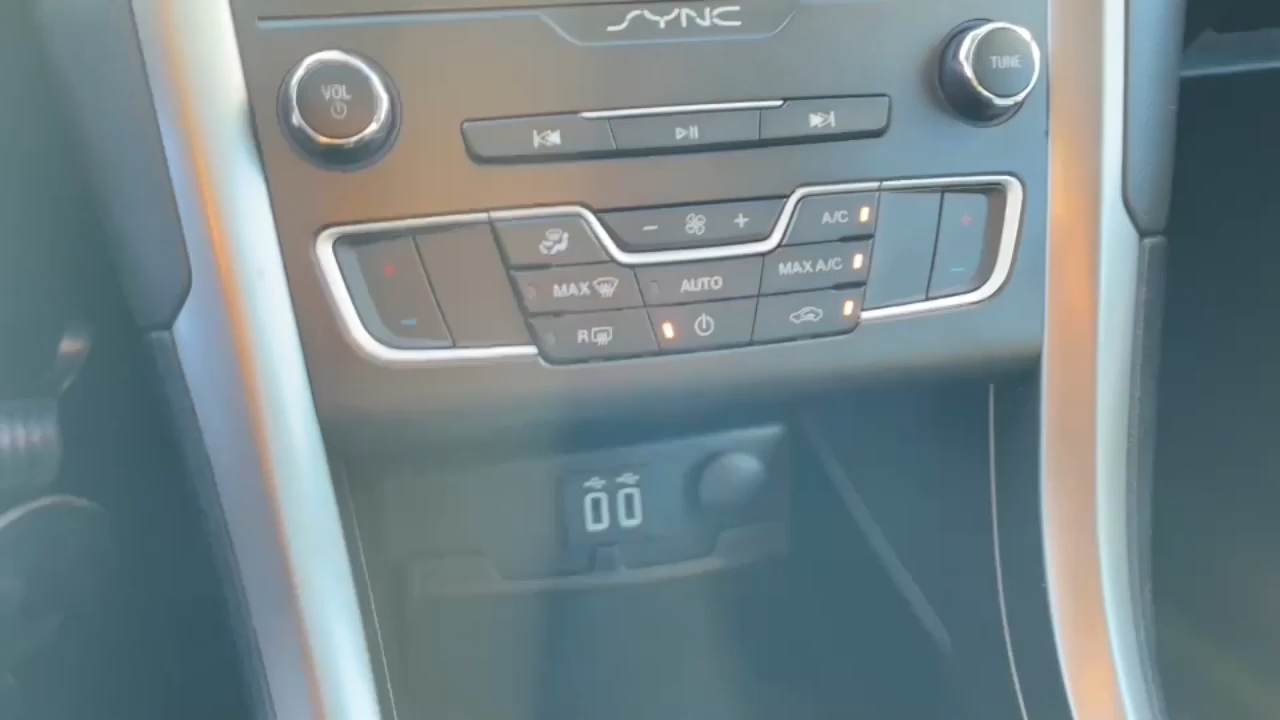 SYNC
VOL
TUNE
A/C
MAX A/C
MAX
AUTO
R